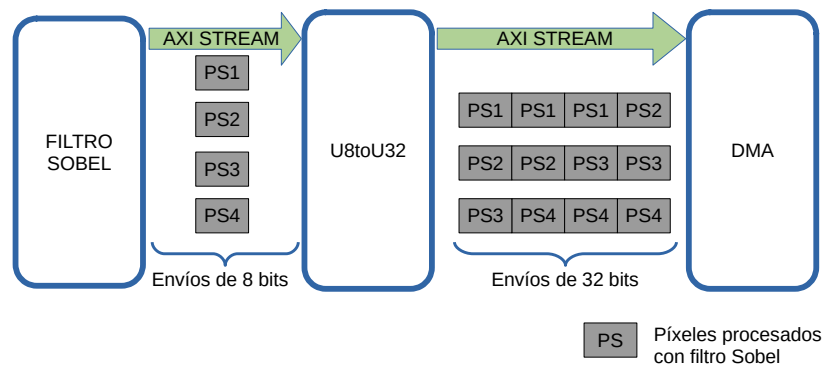 AXI STREAM
AXI STREAM
FILTRO
SOBEL
PS1
PS2
PS3
PS4
U8toU32
PS1 PS1 PS1 PS2
PS2 PS2 PS3 PS3
PS3 PS4 PS4 PS4
DMA
Envíos de 8 bits
Envíos de 32 bits
PS
Píxeles procesados
con filtro Sobel